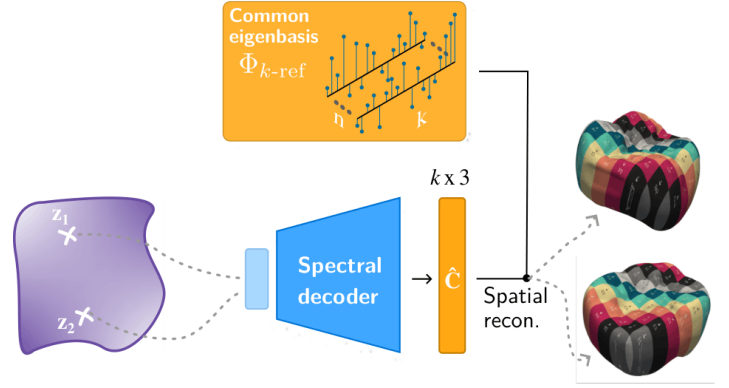 Common
eigenbasis
Φk-ref
n
k
k x 3
z1
z2
Spectral
decoder
Ĉ
Spatial
recon.